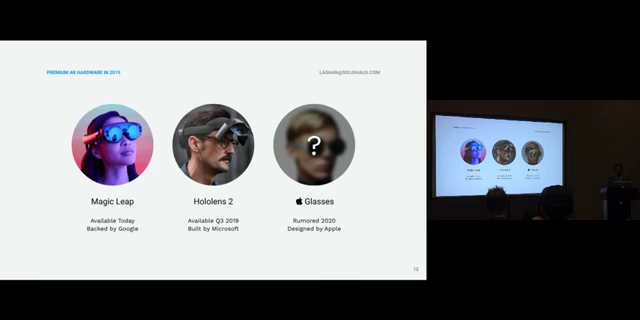 PREMIUM AR HARDWARE IN 2019
LASHAN@SOLIDHAUS.COM
?
Magic Leap
Hololens 2
Glasses
Available Today
Backed by Google
Available Q3 2019
Built by Microsoft
Rumored 2020
Designed by Apple
13